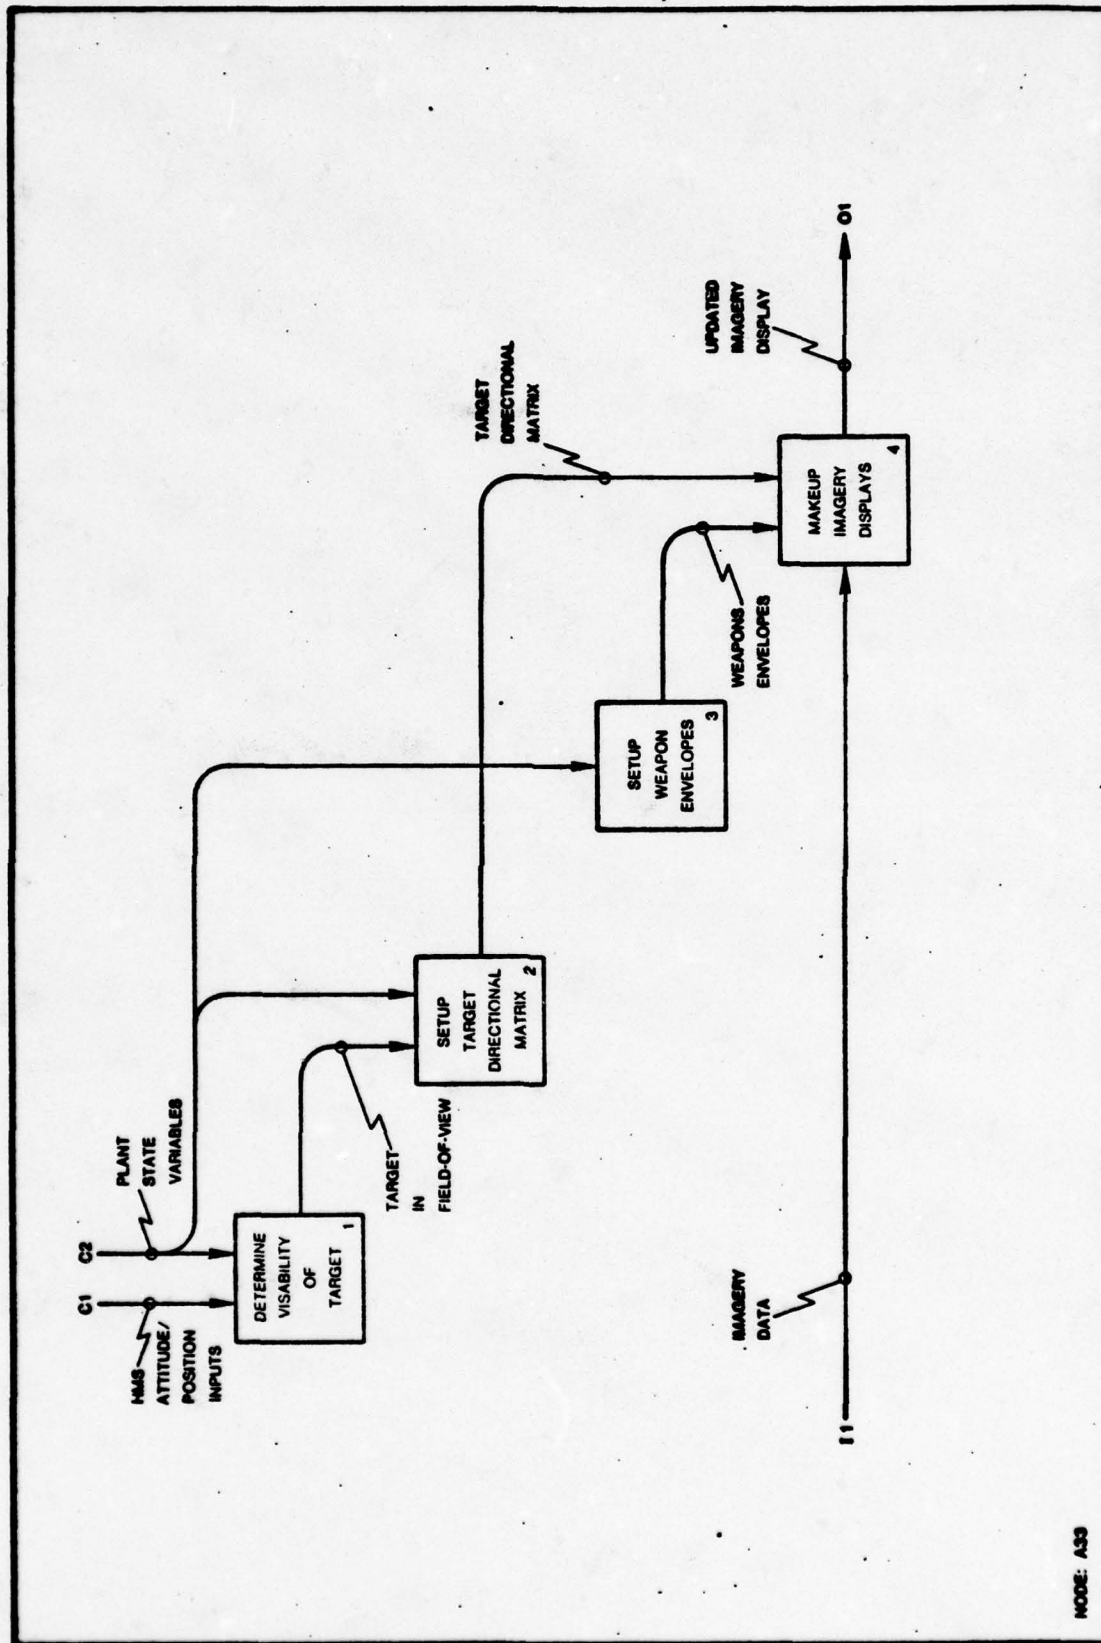 C1
C2
HMS
ATTITUDE/
POSITION
INPUTS
PLANT
STATE
VARIABLES
DETERMINE
VISABILITY
OF
TARGET
1
TARGET
IN
FIELD-OF-VIEW
SETUP
TARGET
DIRECTIONAL
MATRIX
2
SETUP
WEAPON
ENVELOPES
3
TARGET
DIRECTIONAL
MATRIX
WEAPONS
ENVELOPES
I1
IMAGERY
DATA
MAKEUP
IMAGERY
DISPLAYS
4
UPDATED
IMAGERY
DISPLAY
O1
NODE: A33